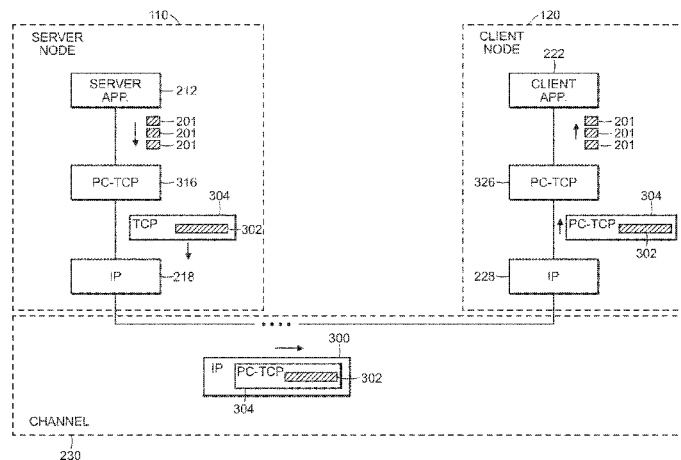 110
120
SERVER
NODE
CLIENT
NODE
222
SERVER
APP.
212
CLIENT
APP.
201
201
201
201
201
201
PC-TCP
316
326
PC-TCP
304
TCP
302
304
PC-TCP
302
IP
218
228
IP
300
IP
PC-TCP
302
304
CHANNEL
230